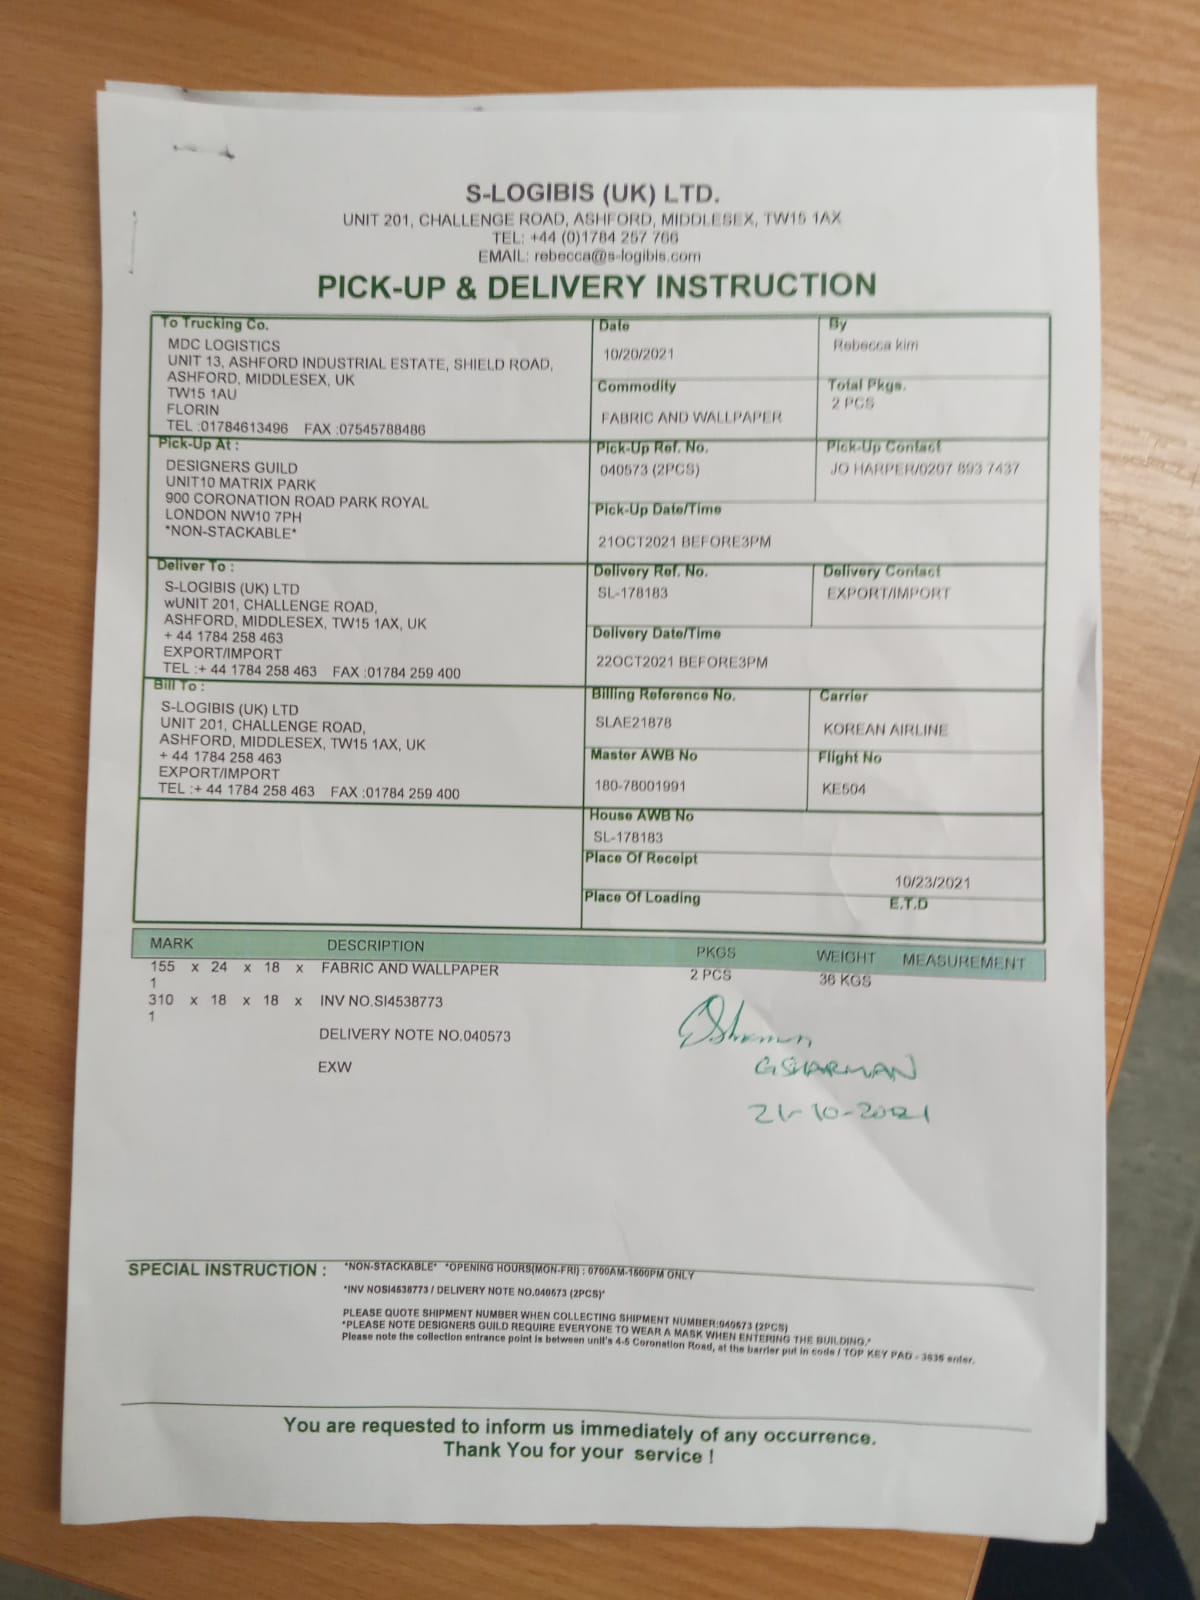 S-LOGIBIS (UK) LTD.
UNIT 201, CHALLENGE ROAD, ASHFORD, MIDDLESEX, TW15 1AX
TEL: +44 (0)1784 257 766
EMAIL: rebecca@s-logibis.com
PICK-UP & DELIVERY INSTRUCTION
To Trucking Co.
MDC LOGISTICS
UNIT 13, ASHFORD INDUSTRIAL ESTATE, SHIELD ROAD,
ASHFORD, MIDDLESEX, UK
TW15 1AU
FLORIN
TEL :01784613496 FAX :07545788486
Date
10/20/2021
By
Rebecca kim
Commodity
FABRIC AND WALLPAPER
Total Pkgs.
2 PCS
Pick-Up At :
DESIGNERS GUILD
UNIT10 MATRIX PARK
900 CORONATION ROAD PARK ROYAL
LONDON NW10 7PH
*NON-STACKABLE*
Pick-Up Ref. No.
040573 (2PCS)
Pick-Up Contact
JO HARPER/0207 893 7437
Pick-Up Date/Time
21OCT2021 BEFORE3PM
Deliver To :
S-LOGIBIS (UK) LTD
wUNIT 201, CHALLENGE ROAD,
ASHFORD, MIDDLESEX, TW15 1AX, UK
+ 44 1784 258 463
EXPORT/IMPORT
TEL :+ 44 1784 258 463 FAX :01784 259 400
Delivery Ref. No.
SL-178183
Delivery Contact
EXPORT/IMPORT
Delivery Date/Time
22OCT2021 BEFORE3PM
Bill To :
S-LOGIBIS (UK) LTD
UNIT 201, CHALLENGE ROAD,
ASHFORD, MIDDLESEX, TW15 1AX, UK
+ 44 1784 258 463
EXPORT/IMPORT
TEL :+ 44 1784 258 463 FAX :01784 259 400
Billing Reference No.
SLAE21878
Carrier
KOREAN AIRLINE
Master AWB No
180-78001991
Flight No
KE504
House AWB No
SL-178183
Place Of Receipt
10/23/2021
Place Of Loading
E.T.D
MARK DESCRIPTION PKGS WEIGHT MEASUREMENT
155 x 24 x 18 x FABRIC AND WALLPAPER 2 PCS 36 KGS
1
310 x 18 x 18 x INV NO.SI4538773
1
DELIVERY NOTE NO.040573
EXW
GSHARMAN
21-10-2021
SPECIAL INSTRUCTION : *NON-STACKABLE* *OPENING HOURS(MON-FRI) : 0700AM-1500PM ONLY
*INV NOSI4538773 / DELIVERY NOTE NO.040573 (2PCS)*
PLEASE QUOTE SHIPMENT NUMBER WHEN COLLECTING SHIPMENT NUMBER:040573 (2PCS)
*PLEASE NOTE DESIGNERS GUILD REQUIRE EVERYONE TO WEAR A MASK WHEN ENTERING THE BUILDING.*
Please note the collection entrance point is between unit's 4-5 Coronation Road, at the barrier put in code / TOP KEY PAD - 3635 enter.
You are requested to inform us immediately of any occurrence.
Thank You for your service !